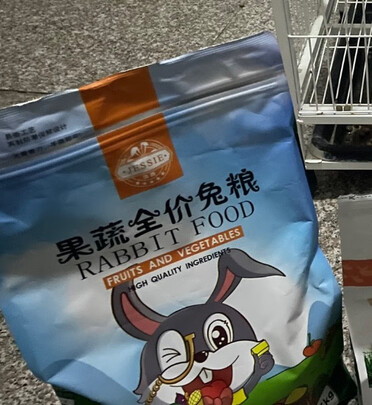 JESSIE
果蔬全价兔粮
RABBIT FOOD
FRUITS AND VEGETABLES
HIGH QUALITY INGREDIENTS